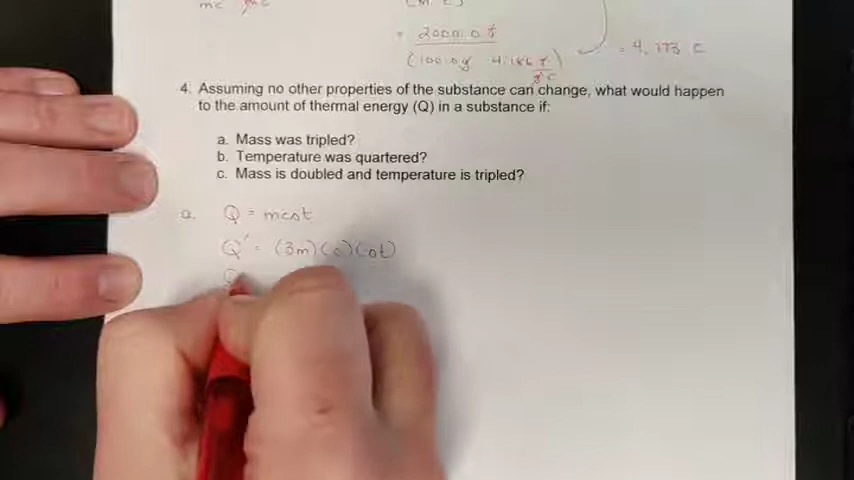 = 2000.0 J
(100.0g · 4.186 J/g°C)
= 4.773 C
4. Assuming no other properties of the substance can change, what would happen
to the amount of thermal energy (Q) in a substance if:
a. Mass was tripled?
b. Temperature was quartered?
c. Mass is doubled and temperature is tripled?
a. Q = mcΔt
Q' = (3m)(c)(Δt)